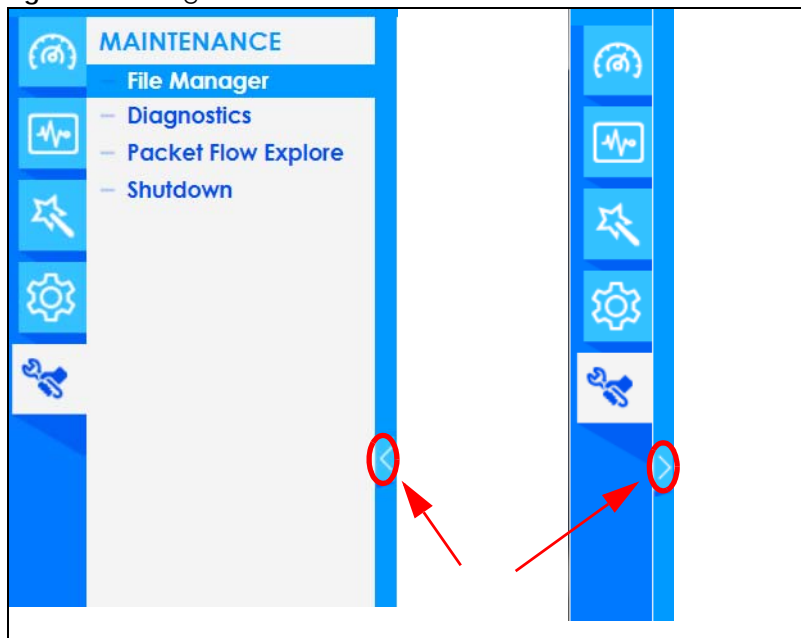 MAINTENANCE
File Manager
Diagnostics
Packet Flow Explore
Shutdown